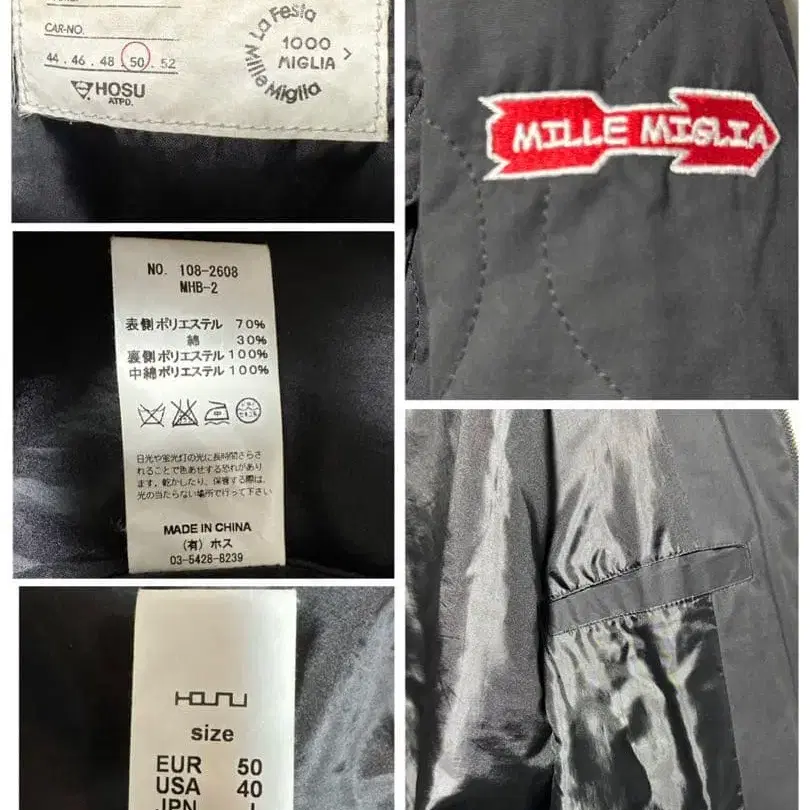 CAR-NO.
44 . 46 . 48 . 50 . 52
HOSU
ATPD.
La Festa
Mille Miglia
1000
MIGLIA
MILLE MIGLIA
NO. 108-2608
MHB-2
表側ポリエステル 70%
綿 30%
裏側ポリエステル 100%
中綿ポリエステル 100%
中
日光や蛍光灯の光に長時間さらさ
れることで色あせする恐れがあり
ます。乾かしたり、保管する際は、
光の当たらない場所で行って下さい
MADE IN CHINA
(有) ホス
03-5428-8239
HOSU
size
EUR 50
USA 40
JPN L